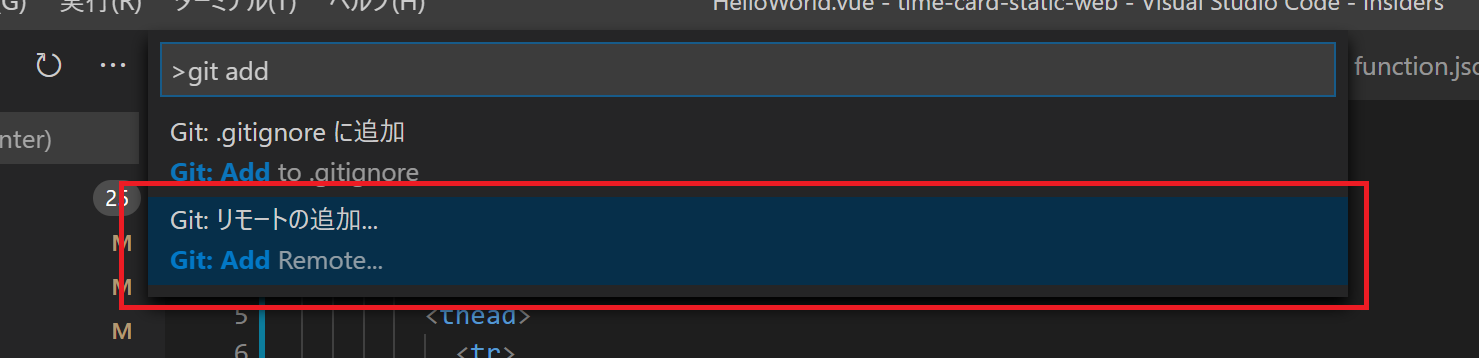 (G) 実行(R) ターミナル(T) ヘルプ(H) HelloWorld.vue - time-card-static-web - Visual Studio Code - Insiders
>git add
function.jsc
nter)
Git: .gitignore に追加
Git: Add to .gitignore
25
Git: リモートの追加...
M
Git: Add Remote...
M
5 <thead>
M
6 <tr>